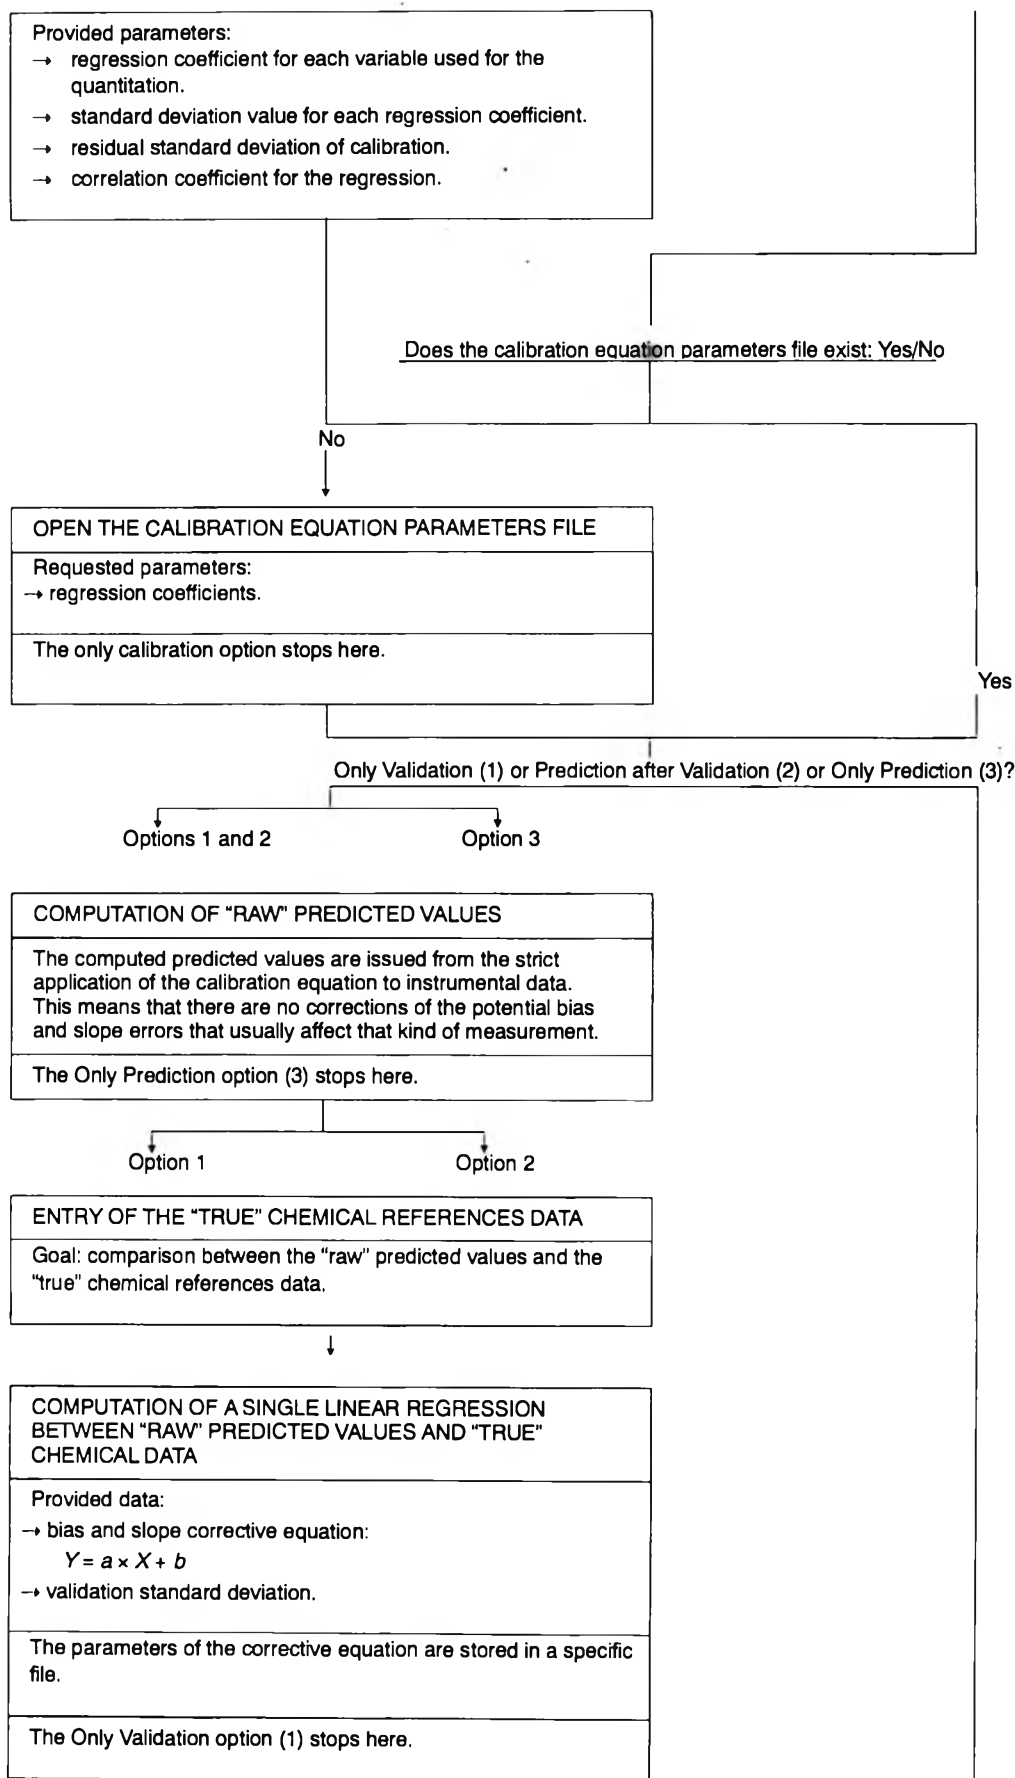 Provided parameters:
→ regression coefficient for each variable used for the
quantitation.
→ standard deviation value for each regression coefficient.
→ residual standard deviation of calibration.
→ correlation coefficient for the regression.
Does the calibration equation parameters file exist: Yes/No
No
OPEN THE CALIBRATION EQUATION PARAMETERS FILE
Requested parameters:
→ regression coefficients.
The only calibration option stops here.
Yes
Only Validation (1) or Prediction after Validation (2) or Only Prediction (3)?
Options 1 and 2
Option 3
COMPUTATION OF "RAW" PREDICTED VALUES
The computed predicted values are issued from the strict
application of the calibration equation to instrumental data.
This means that there are no corrections of the potential bias
and slope errors that usually affect that kind of measurement.
The Only Prediction option (3) stops here.
Option 1
Option 2
ENTRY OF THE "TRUE" CHEMICAL REFERENCES DATA
Goal: comparison between the "raw" predicted values and the
"true" chemical references data.
COMPUTATION OF A SINGLE LINEAR REGRESSION
BETWEEN "RAW" PREDICTED VALUES AND "TRUE"
CHEMICAL DATA
Provided data:
→ bias and slope corrective equation:
Y = a × X + b
→ validation standard deviation.
The parameters of the corrective equation are stored in a specific
file.
The Only Validation option (1) stops here.